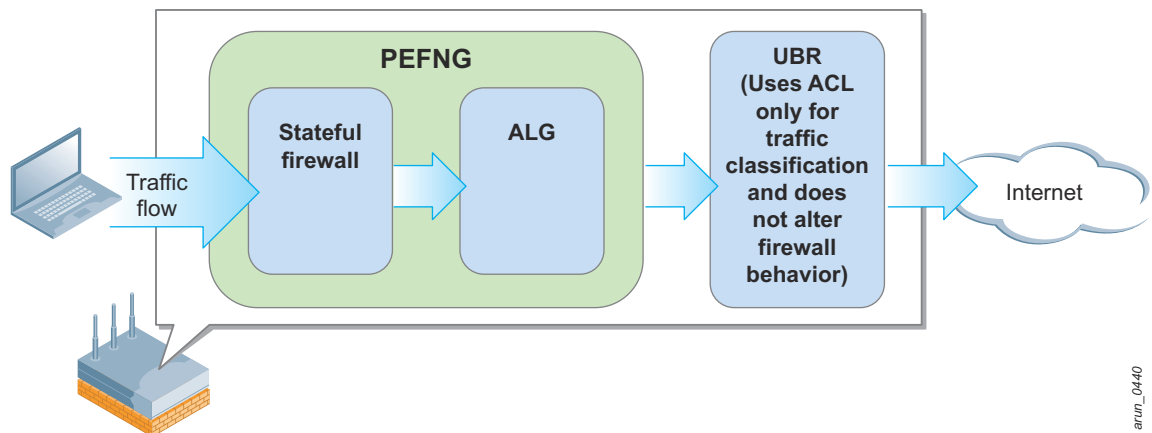 PEFNG
Stateful
firewall
ALG
UBR
(Uses ACL
only for
traffic
classification
and does
not alter
firewall
behavior)
Traffic
flow
Internet
arun_0440